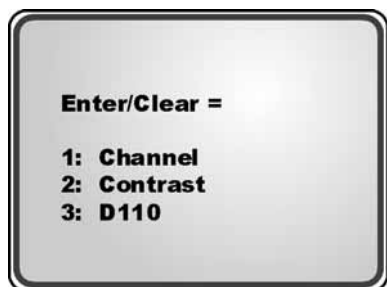 Enter/Clear =
1: Channel
2: Contrast
3: D110